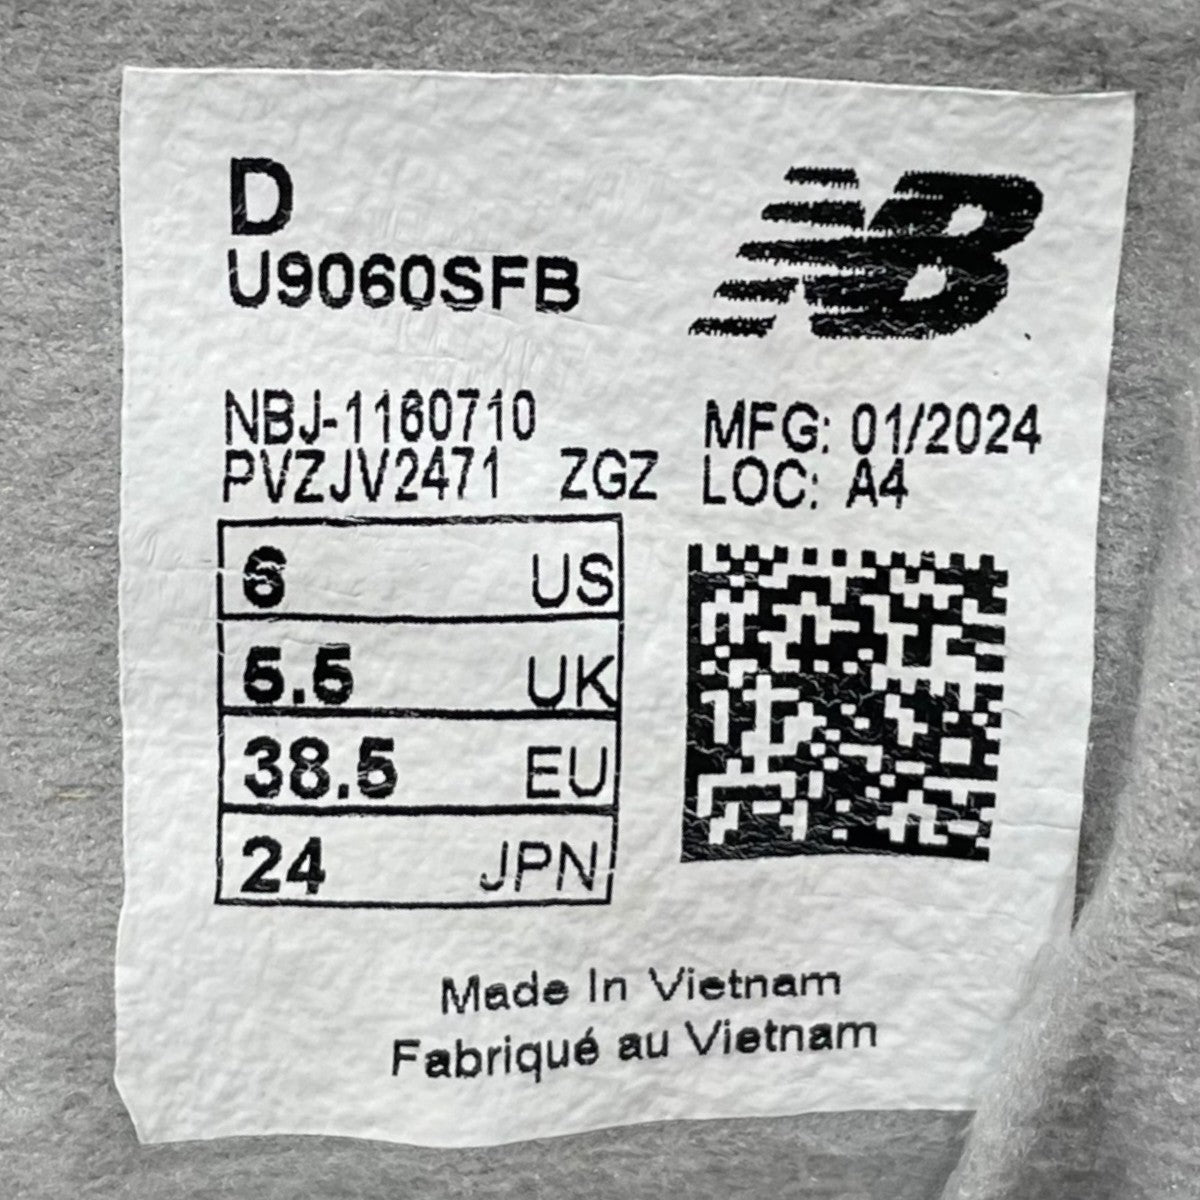 D
U9060SFB
NB
NBJ-1160710
PVZJV2471 ZGZ
MFG: 01/2024
LOC: A4
6 US
5.5 UK
38.5 EU
24 JPN
Made In Vietnam
Fabriqué au Vietnam